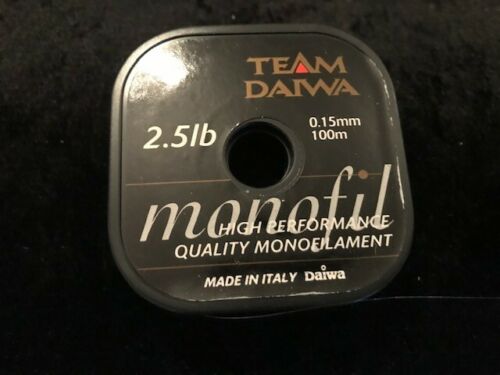 TEAM
DAIWA
2.5lb
0.15mm
100m
monofil
HIGH PERFORMANCE
QUALITY MONOFILAMENT
MADE IN ITALY Daiwa